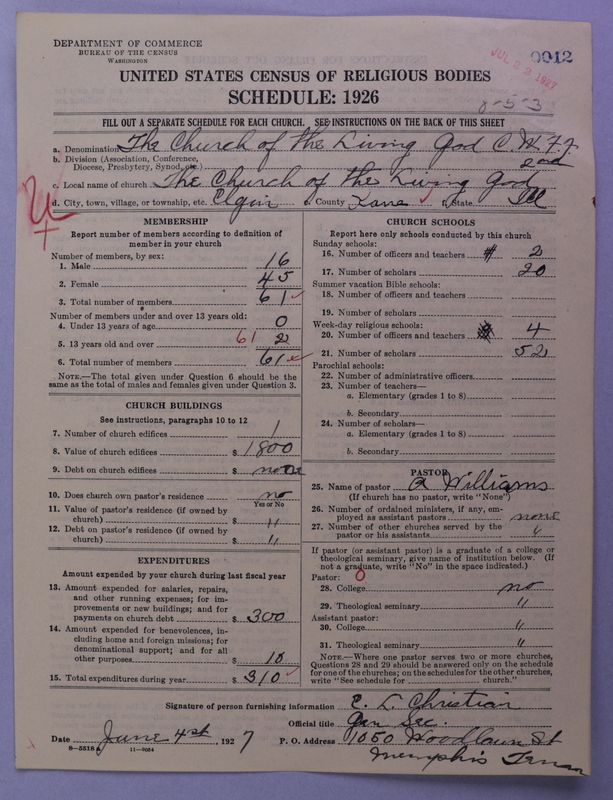 DEPARTMENT OF COMMERCE
BUREAU OF THE CENSUS
WASHINGTON
JUL 22 1927
0012
UNITED STATES CENSUS OF RELIGIOUS BODIES
SCHEDULE: 1926
0-5-3
FILL OUT A SEPARATE SCHEDULE FOR EACH CHURCH. SEE INSTRUCTIONS ON THE BACK OF THIS SHEET
a. Denomination The Church of the Living God C. W. F. F.
b. Division (Association, Conference, Diocese, Presbytery, Synod, etc.) 2nd
c. Local name of church The Church of the Living God
d. City, town, village, or township, etc. Elgin e. County Kane f. State Ill
MEMBERSHIP
Report number of members according to definition of member in your church
Number of members, by sex:
1. Male 16
2. Female 45
3. Total number of members 61
Number of members under and over 13 years old:
4. Under 13 years of age 0
5. 13 years old and over 61 2
6. Total number of members 61
NOTE.—The total given under Question 6 should be the same as the total of males and females given under Question 3.
CHURCH BUILDINGS
See instructions, paragraphs 10 to 12
7. Number of church edifices 1
8. Value of church edifices $ 1800
9. Debt on church edifices $ none
10. Does church own pastor's residence no
Yes or No
11. Value of pastor's residence (if owned by church) $ "
12. Debt on pastor's residence (if owned by church) $ "
EXPENDITURES
Amount expended by your church during last fiscal year
13. Amount expended for salaries, repairs, and other running expenses; for improvements or new buildings; and for payments on church debt $ 300
14. Amount expended for benevolences, including home and foreign missions; for denominational support; and for all other purposes $ 10
15. Total expenditures during year $ 310
CHURCH SCHOOLS
Report here only schools conducted by this church
Sunday schools:
16. Number of officers and teachers 2
17. Number of scholars 20
Summer vacation Bible schools:
18. Number of officers and teachers
19. Number of scholars
Week-day religious schools:
20. Number of officers and teachers 4
21. Number of scholars 52
Parochial schools:
22. Number of administrative officers
23. Number of teachers—
a. Elementary (grades 1 to 8)
b. Secondary
24. Number of scholars—
a. Elementary (grades 1 to 8)
b. Secondary
PASTOR
25. Name of pastor Williams
(If church has no pastor, write "None")
26. Number of ordained ministers, if any, employed as assistant pastors none
27. Number of other churches served by the pastor or his assistants "
If pastor (or assistant pastor) is a graduate of a college or theological seminary, give name of institution below. (If not a graduate, write "No" in the space indicated.)
Pastor: 0
28. College no
29. Theological seminary "
Assistant pastor:
30. College "
31. Theological seminary "
NOTE.—Where one pastor serves two or more churches, Questions 28 and 29 should be answered only on the schedule for one of the churches; on the schedules for the other churches, write "See schedule for church."
Signature of person furnishing information E. L. Christian
Official title Gen Sec.
Date June 4st, 1927 P. O. Address 1050 Woodlawn St
Memphis Tenn
8-5518
11-9054